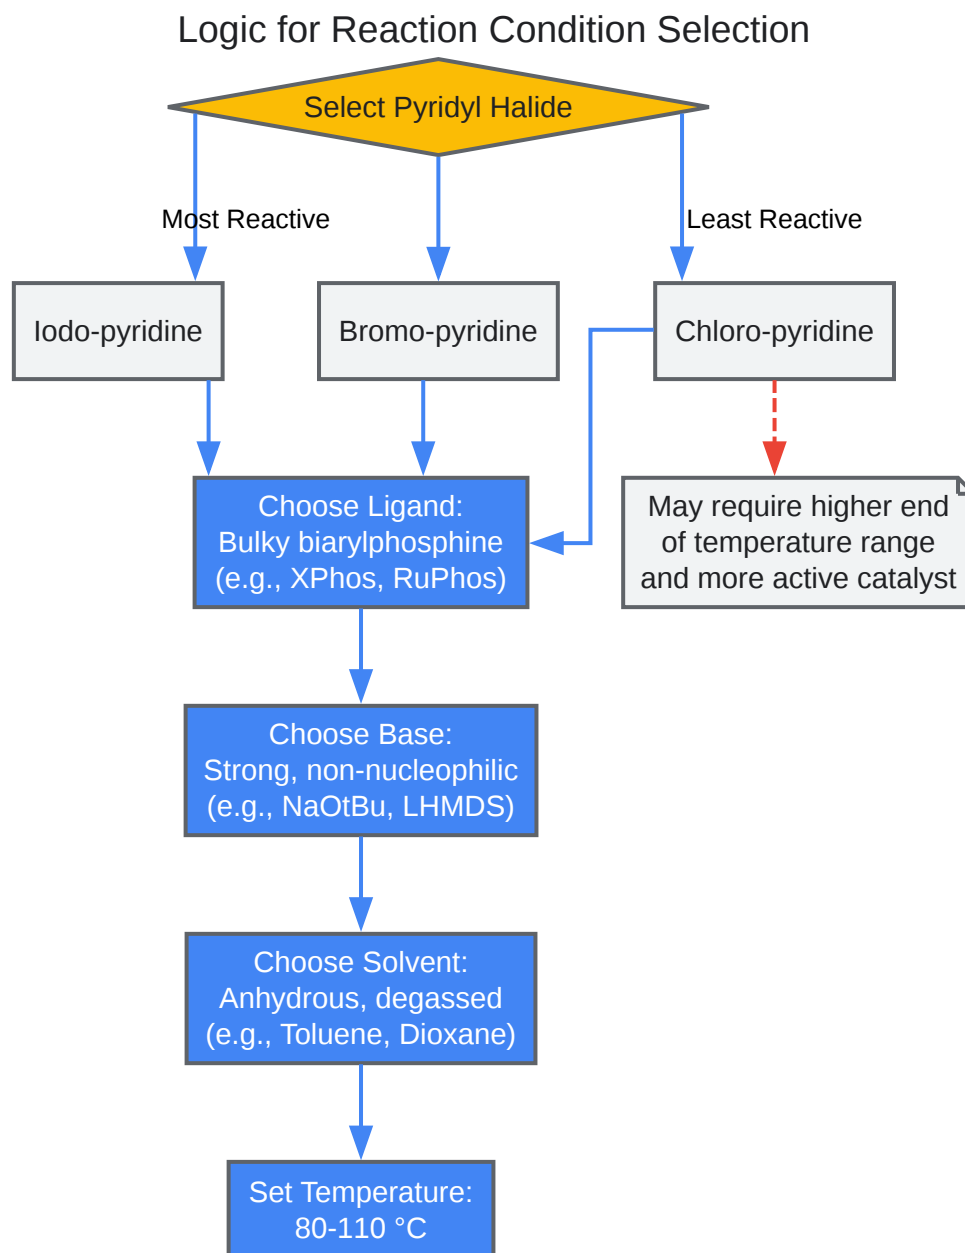 Logic for Reaction Condition Selection
Select Pyridyl Halide
Most Reactive
Least Reactive
Iodo-pyridine
Bromo-pyridine
Chloro-pyridine
Choose Ligand:
Bulky biarylphosphine
(e.g., XPhos, RuPhos)
May require higher end
of temperature range
and more active catalyst
Choose Base:
Strong, non-nucleophilic
(e.g., NaOtBu, LHMDS)
Choose Solvent:
Anhydrous, degassed
(e.g., Toluene, Dioxane)
Set Temperature:
80-110 °C